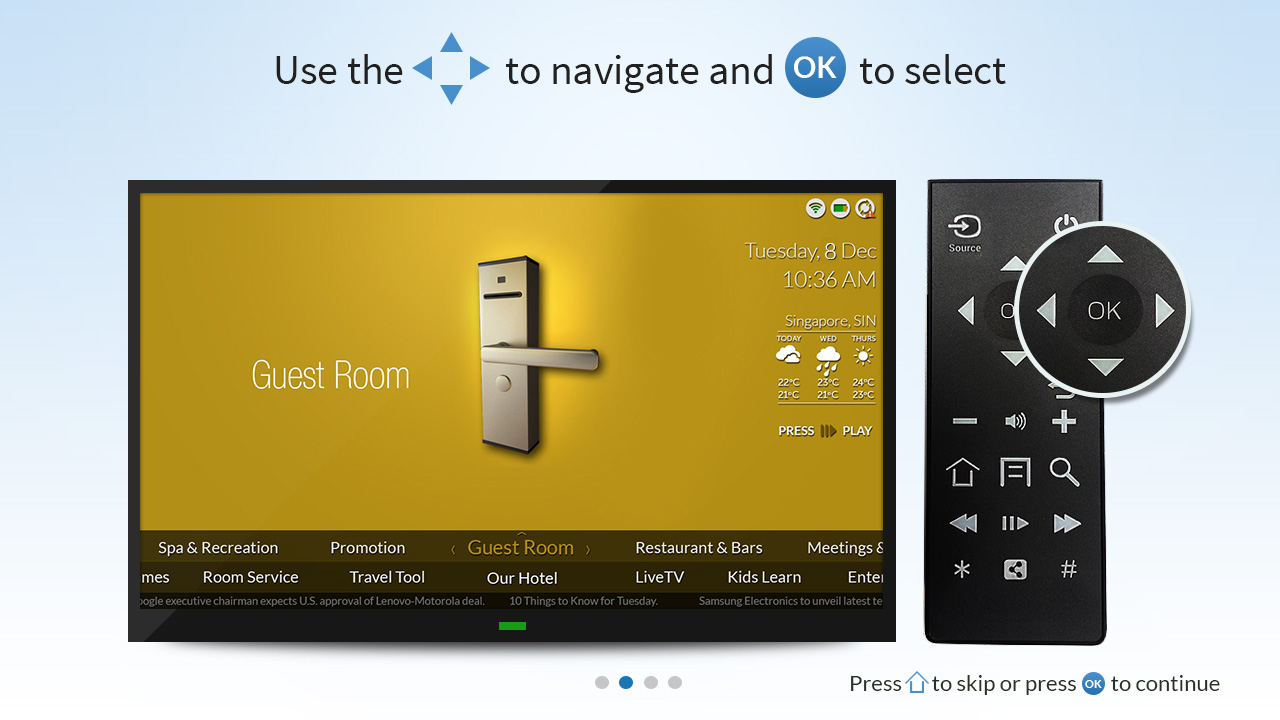 Use the to navigate and OK to select
Tuesday, 8 Dec
10:36 AM
Singapore, SIN
TODAY WED THURS
22°C 23°C 24°C
21°C 21°C 23°C
PRESS PLAY
Guest Room
Spa & Recreation Promotion Guest Room Restaurant & Bars Meetings &
mes Room Service Travel Tool Our Hotel LiveTV Kids Learn Enter
oogle executive chairman expects U.S. approval of Lenovo-Motorola deal. 10 Things to Know for Tuesday. Samsung Electronics to unveil latest te
Source
OK
* #
Press to skip or press OK to continue